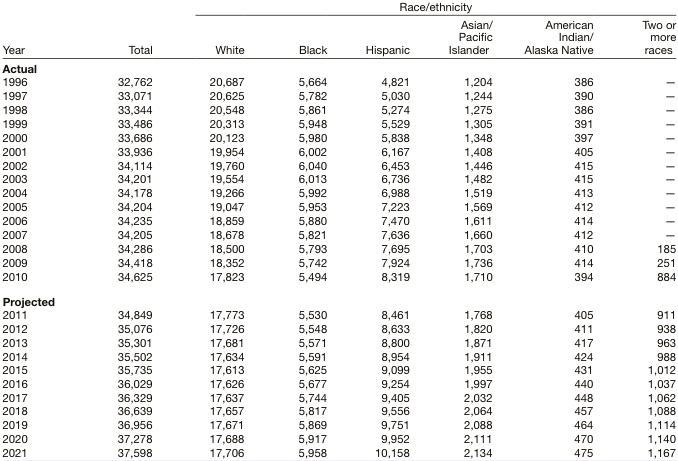 Race/ethnicity
Asian/ American Two or
Pacific Indian/ more
Year Total White Black Hispanic Islander Alaska Native races
Actual
1996 32,762 20,687 5,664 4,821 1,204 386 —
1997 33,071 20,625 5,782 5,030 1,244 390 —
1998 33,344 20,548 5,861 5,274 1,275 386 —
1999 33,486 20,313 5,948 5,529 1,305 391 —
2000 33,686 20,123 5,980 5,838 1,348 397 —
2001 33,936 19,954 6,002 6,167 1,408 405 —
2002 34,114 19,760 6,040 6,453 1,446 415 —
2003 34,201 19,554 6,013 6,736 1,482 415 —
2004 34,178 19,266 5,992 6,988 1,519 413 —
2005 34,204 19,047 5,953 7,223 1,569 412 —
2006 34,235 18,859 5,880 7,470 1,611 414 —
2007 34,205 18,678 5,821 7,636 1,660 412 —
2008 34,286 18,500 5,793 7,695 1,703 410 185
2009 34,418 18,352 5,742 7,924 1,736 414 251
2010 34,625 17,823 5,494 8,319 1,710 394 884
Projected
2011 34,849 17,773 5,530 8,461 1,768 405 911
2012 35,076 17,726 5,548 8,633 1,820 411 938
2013 35,301 17,681 5,571 8,800 1,871 417 963
2014 35,502 17,634 5,591 8,954 1,911 424 988
2015 35,735 17,613 5,625 9,099 1,955 431 1,012
2016 36,029 17,626 5,677 9,254 1,997 440 1,037
2017 36,329 17,637 5,744 9,405 2,032 448 1,062
2018 36,639 17,657 5,817 9,556 2,064 457 1,088
2019 36,956 17,671 5,869 9,751 2,088 464 1,114
2020 37,278 17,688 5,917 9,952 2,111 470 1,140
2021 37,598 17,706 5,958 10,158 2,134 475 1,167